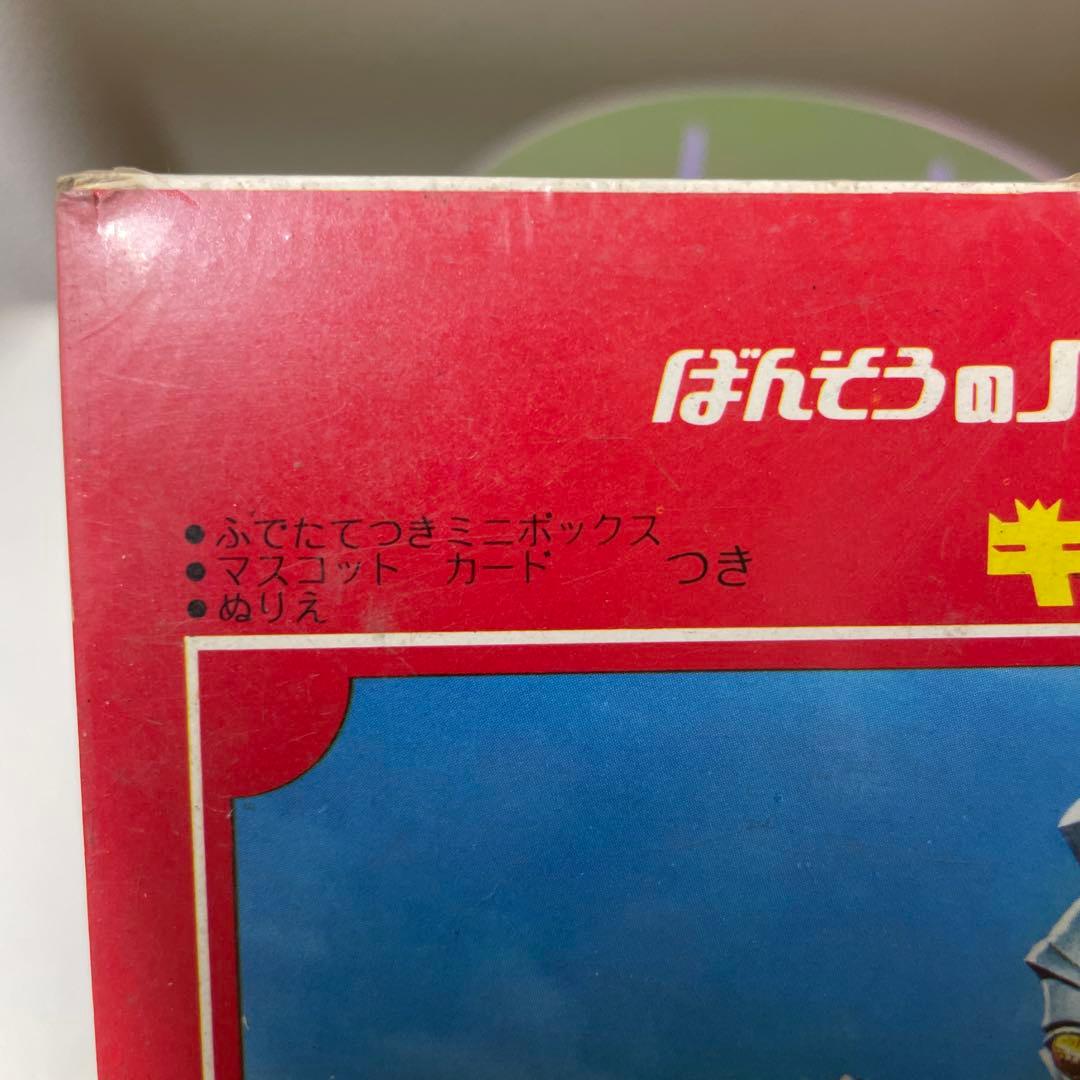 ばんそうの
キ
●ふでたてつきミニボックス
●マスコット カード つき
●ぬりえ